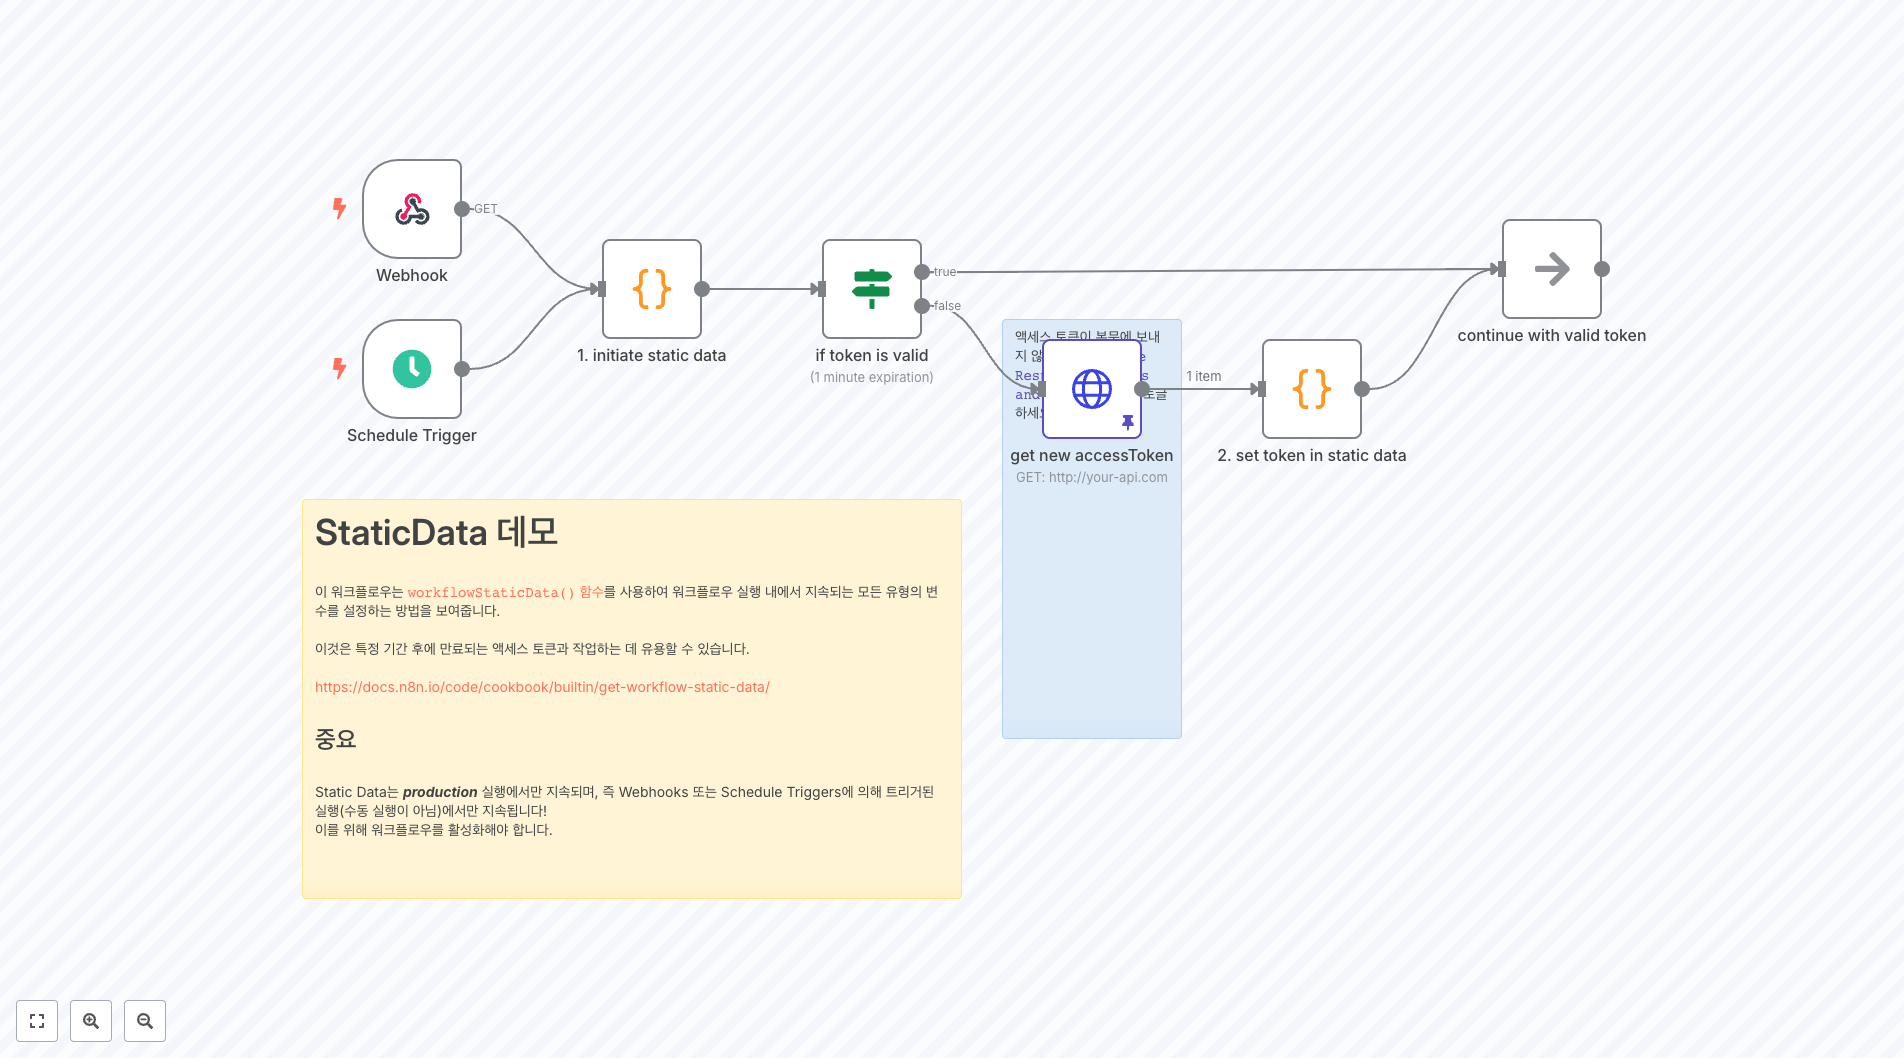 GET
Webhook
Schedule Trigger
1. initiate static data
true
false
if token is valid
(1 minute expiration)
continue with valid token
액세스 토큰이 본문에 보내
지 않
e
Res
s
and
토글
하세
1 item
get new accessToken
GET: http://your-api.com
2. set token in static data
StaticData 데모
이 워크플로우는 workflowStaticData() 함수를 사용하여 워크플로우 실행 내에서 지속되는 모든 유형의 변
수를 설정하는 방법을 보여줍니다.
이것은 특정 기간 후에 만료되는 액세스 토큰과 작업하는 데 유용할 수 있습니다.
https://docs.n8n.io/code/cookbook/builtin/get-workflow-static-data/
중요
Static Data는 production 실행에서만 지속되며, 즉 Webhooks 또는 Schedule Triggers에 의해 트리거된
실행(수동 실행이 아님)에서만 지속됩니다!
이를 위해 워크플로우를 활성화해야 합니다.